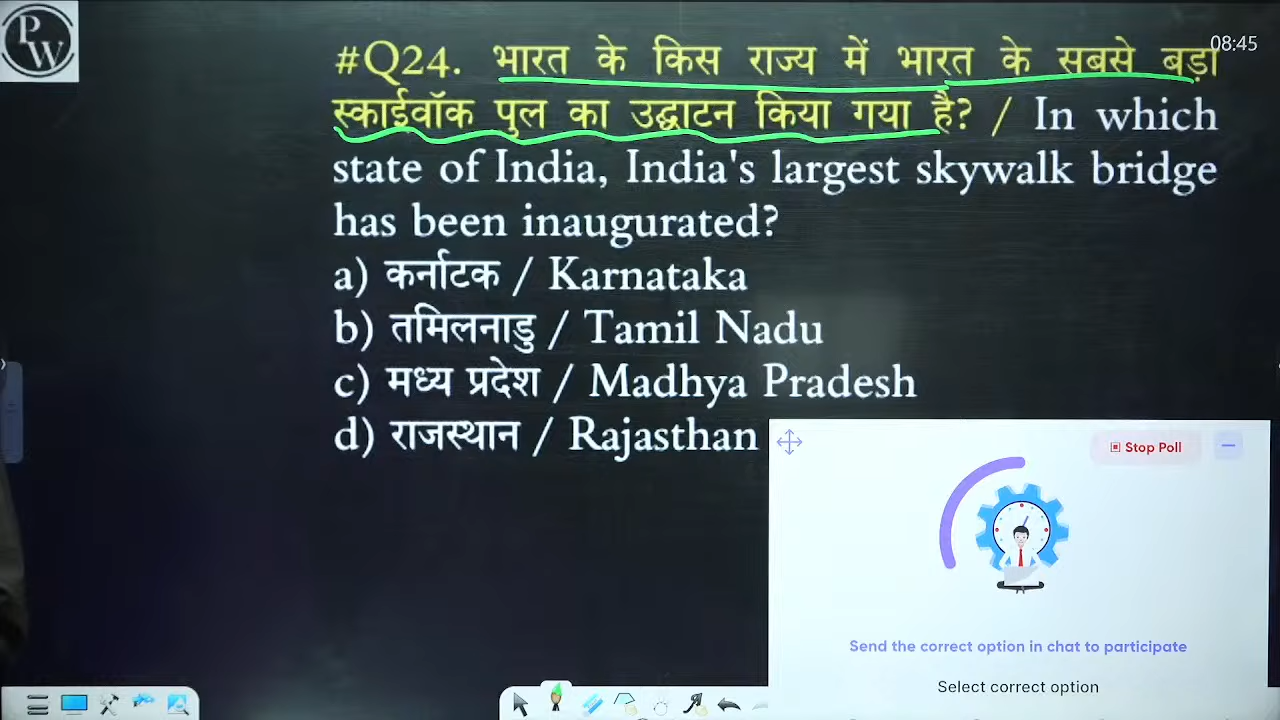 PW
08:45
#Q24. भारत के किस राज्य में भारत के सबसे बड़ा
स्काईवॉक पुल का उद्घाटन किया गया है? / In which
state of India, India's largest skywalk bridge
has been inaugurated?
a) कर्नाटक / Karnataka
b) तमिलनाडु / Tamil Nadu
c) मध्य प्रदेश / Madhya Pradesh
d) राजस्थान / Rajasthan
Stop Poll
Send the correct option in chat to participate
Select correct option